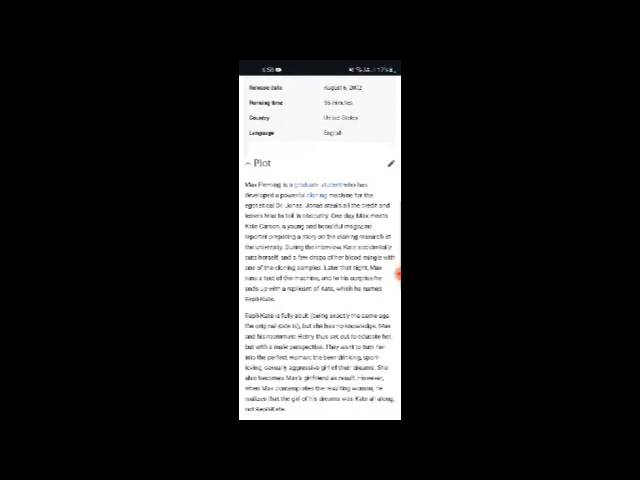 6:58
Release date August 6, 2002
Running time 95 minutes
Country United States
Language English
Plot
Max Fleming is a graduate student who has
developed a powerful cloning machine for the
egotistical Dr. Jonas. Jonas steals all the credit and
leaves Max to toil in obscurity. One day, Max meets
Kate Carson, a young and beautiful magazine
reporter preparing a story on the cloning research at
the university. During the interview, Kate accidentally
cuts herself, and a few drops of her blood mingle with
one of the cloning samples. Later that night, Max
runs a test of the machine, and to his surprise he
ends up with a replicant of Kate, which he names
Repli-Kate.
Repli-Kate is fully adult (being exactly the same age
the original Kate is), but she has no knowledge. Max
and his roommate Henry thus set out to educate her,
but with a male perspective. They want to turn her
into the perfect woman: the beer-drinking, sport-
loving, sexually aggressive girl of their dreams. She
also becomes Max's girlfriend as result. However,
when Max contemplates the resulting woman, he
realizes that the girl of his dreams was Kate all along,
not Repli-Kate.